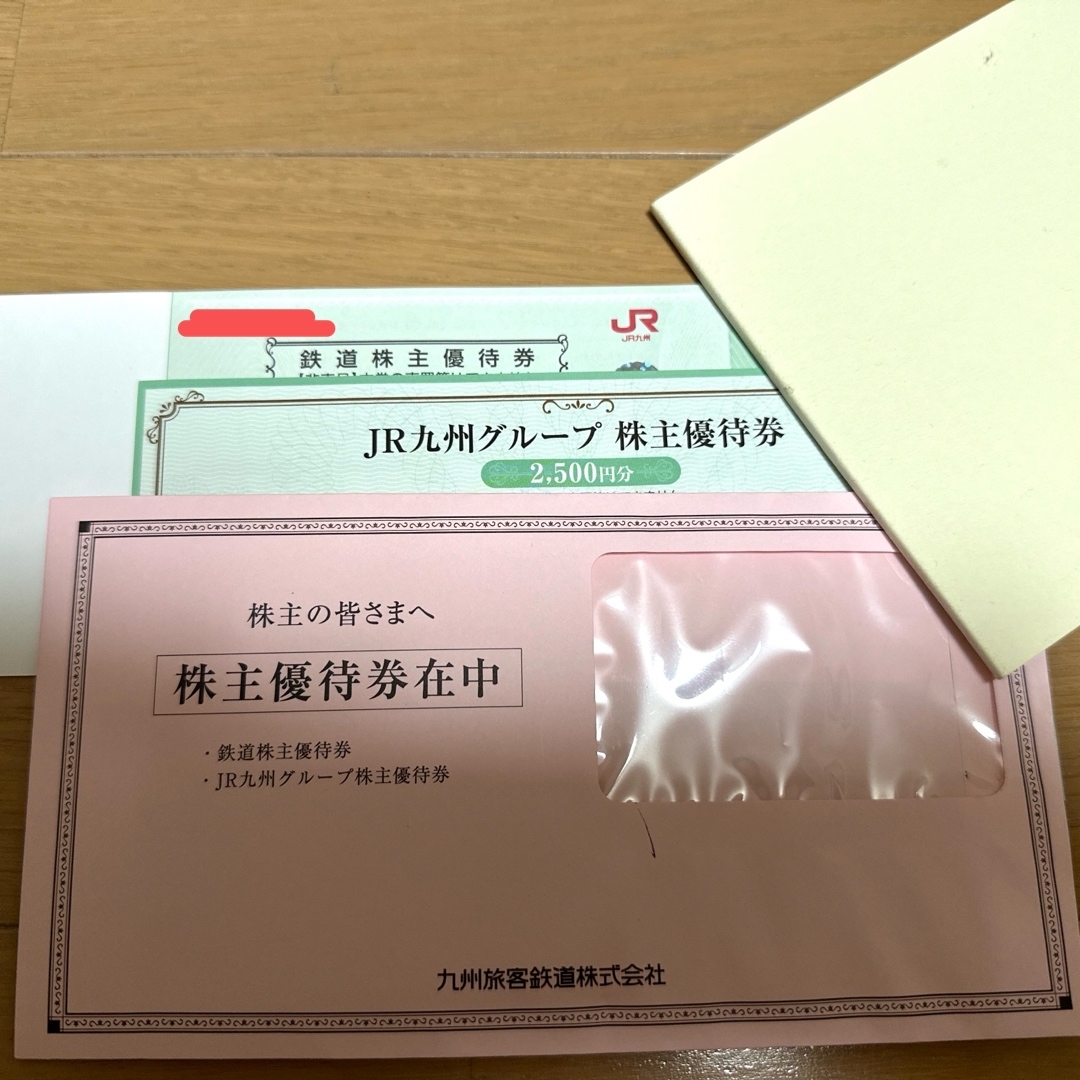 JR
JR九州
鉄道株主優待券
JR九州グループ 株主優待券
2,500円分
株主の皆さまへ
株主優待券在中
・鉄道株主優待券
・JR九州グループ株主優待券
九州旅客鉄道株式会社